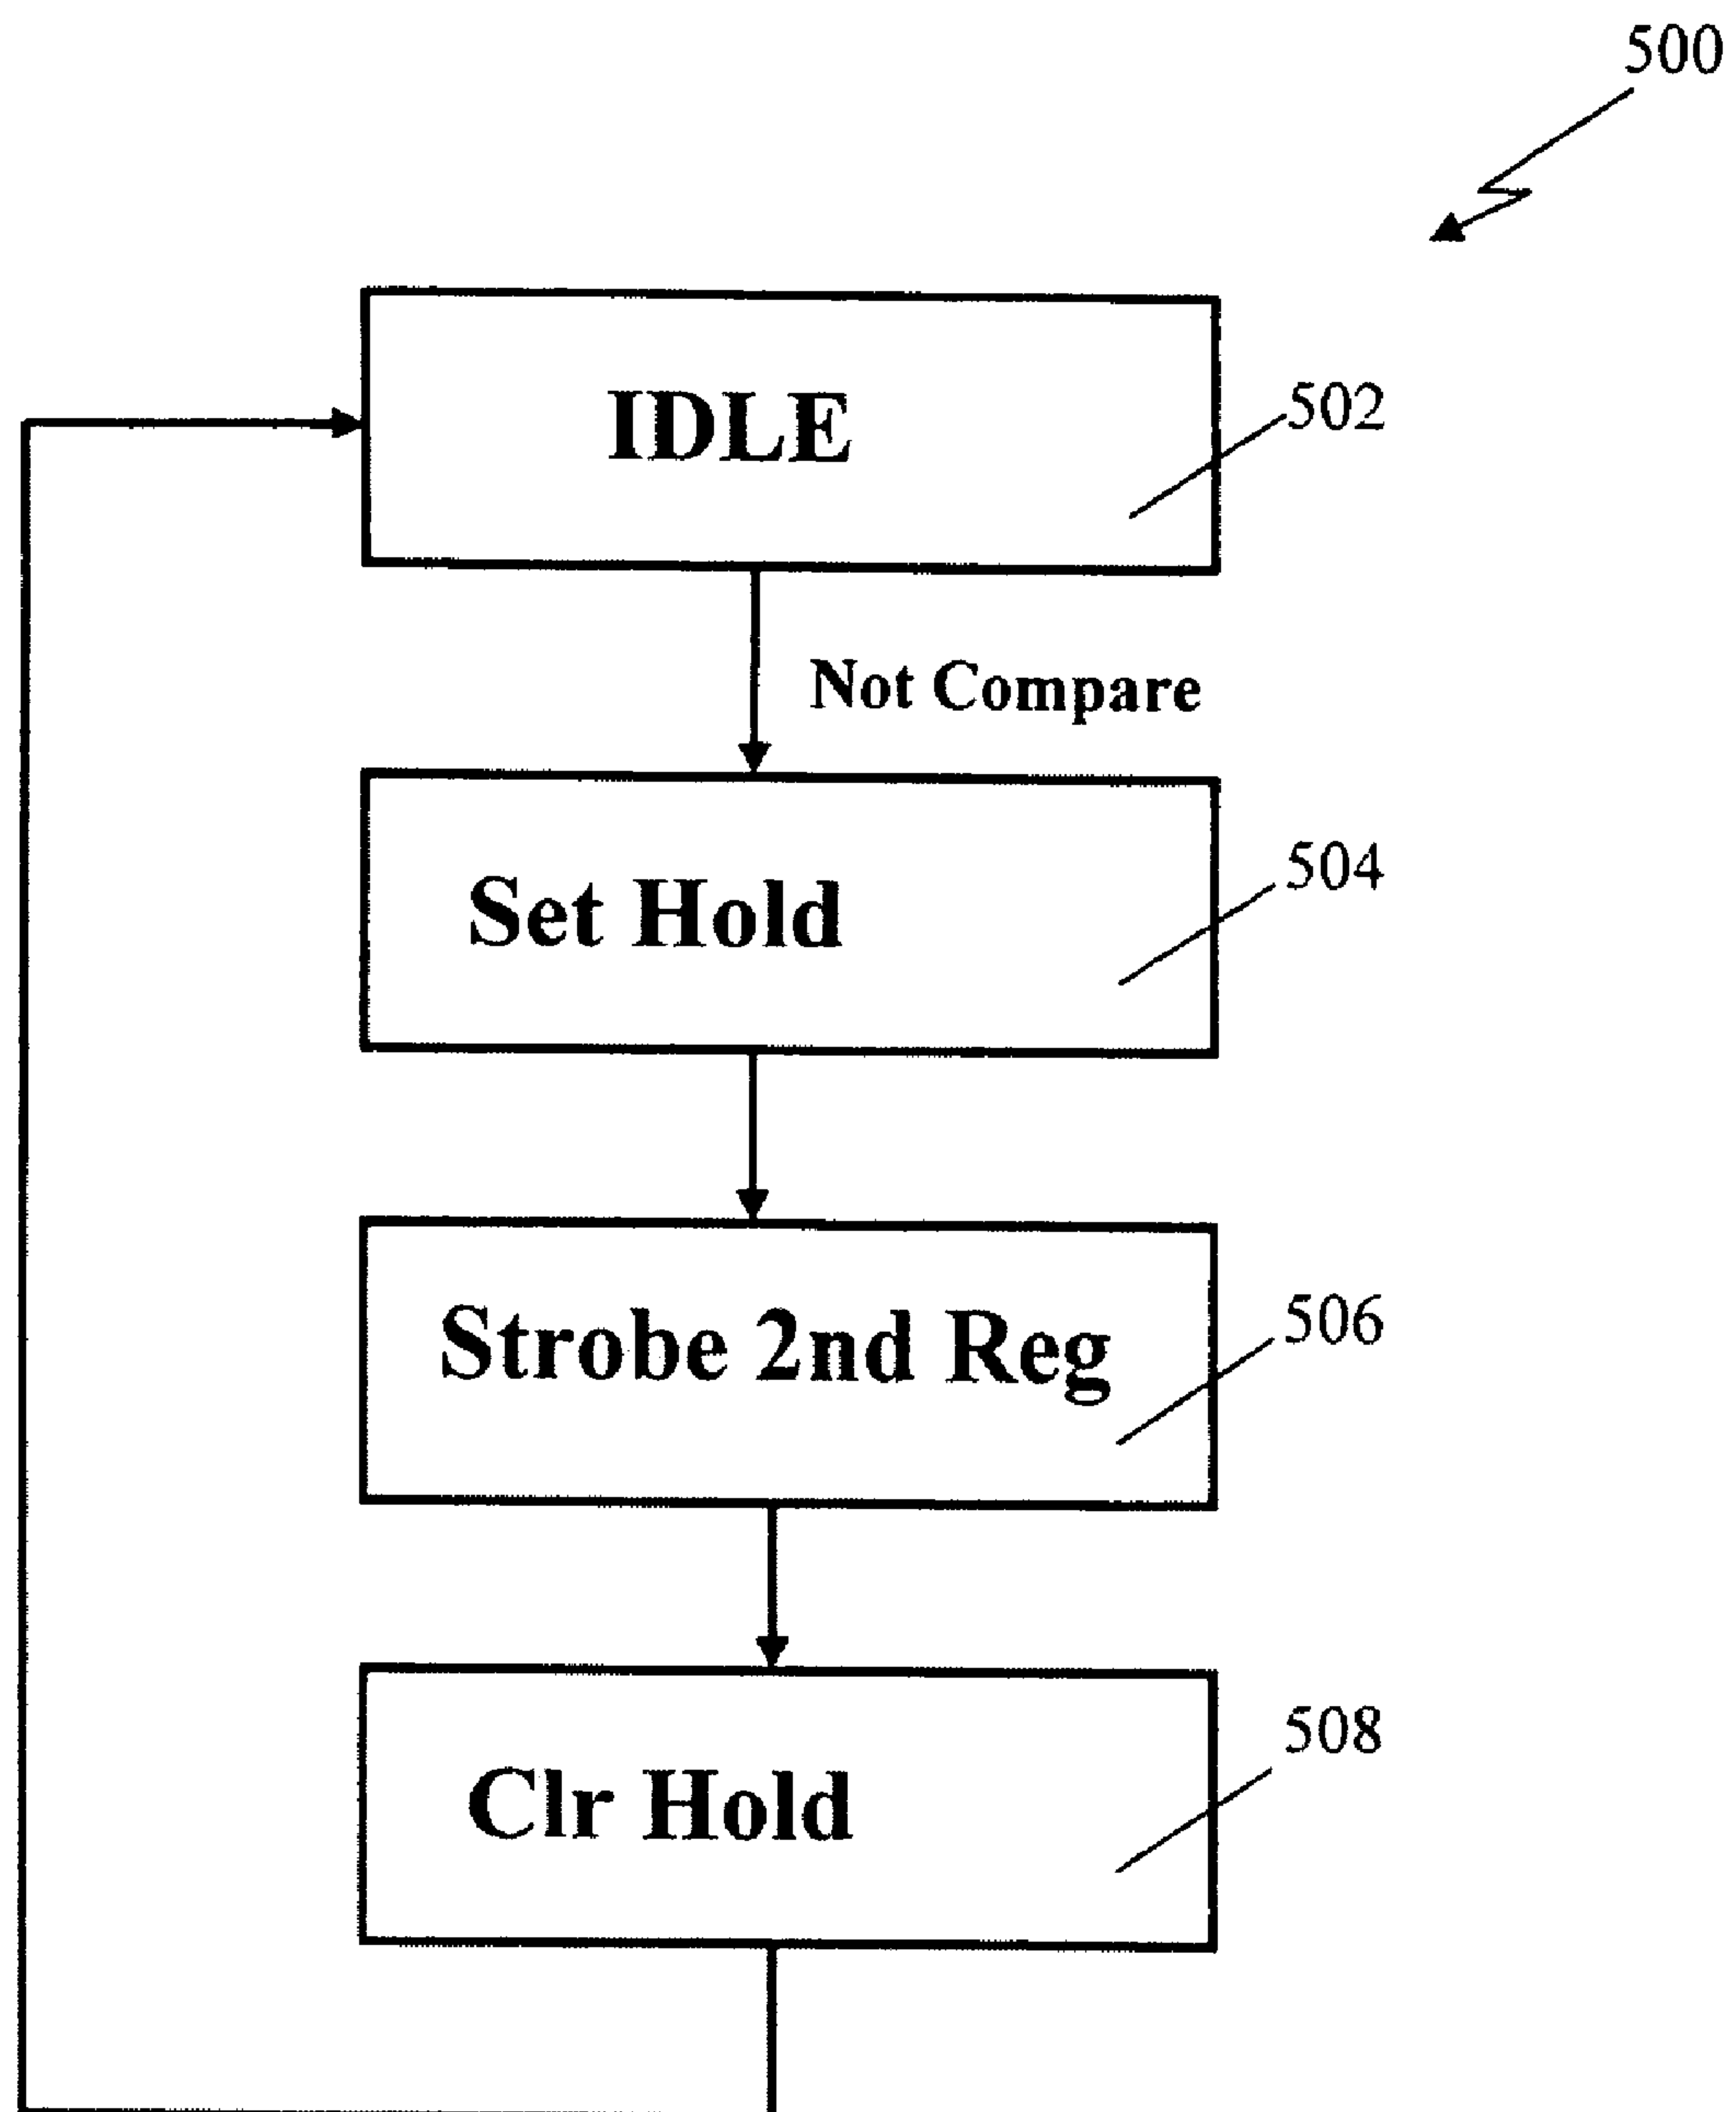 500
IDLE
502
Not Compare
Set Hold
504
Strobe 2nd Reg
506
Clr Hold
508